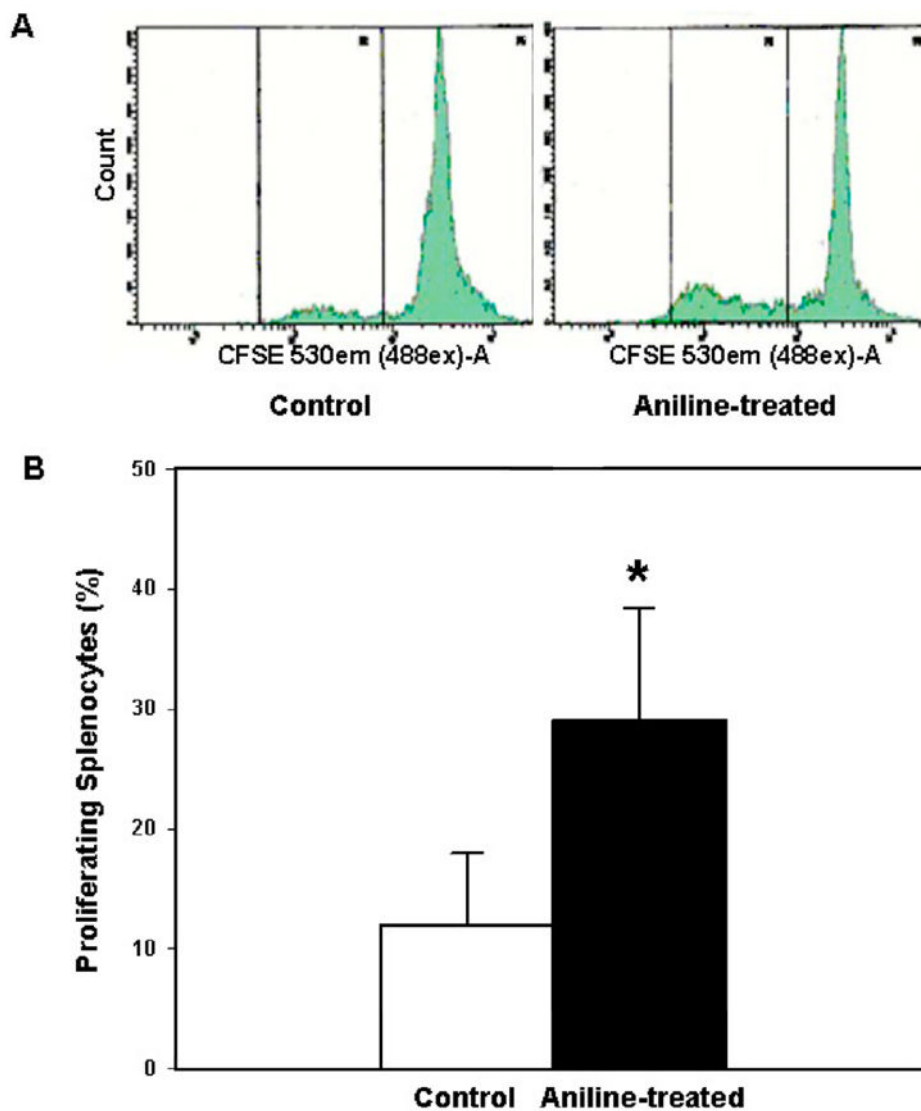 A
Count
CFSE 530em (488ex)-A
CFSE 530em (488ex)-A
Control
Aniline-treated
B
50
40
30
20
10
0
Proliferating Splenocytes (%)
*
Control
Aniline-treated